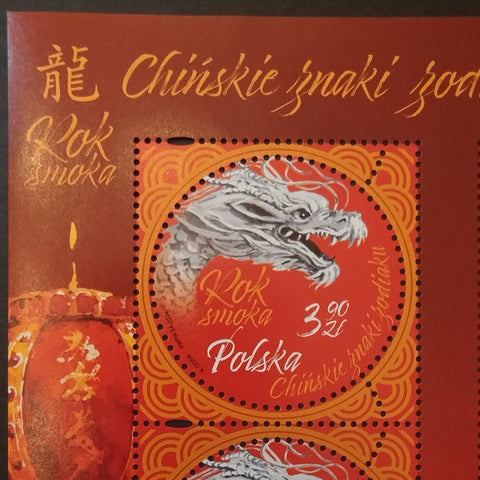 龍 Chińskie znaki zod
Rok
smoka
Rok
smoka
3,90
ZŁ
Polska
Chińskie znaki zodiaku